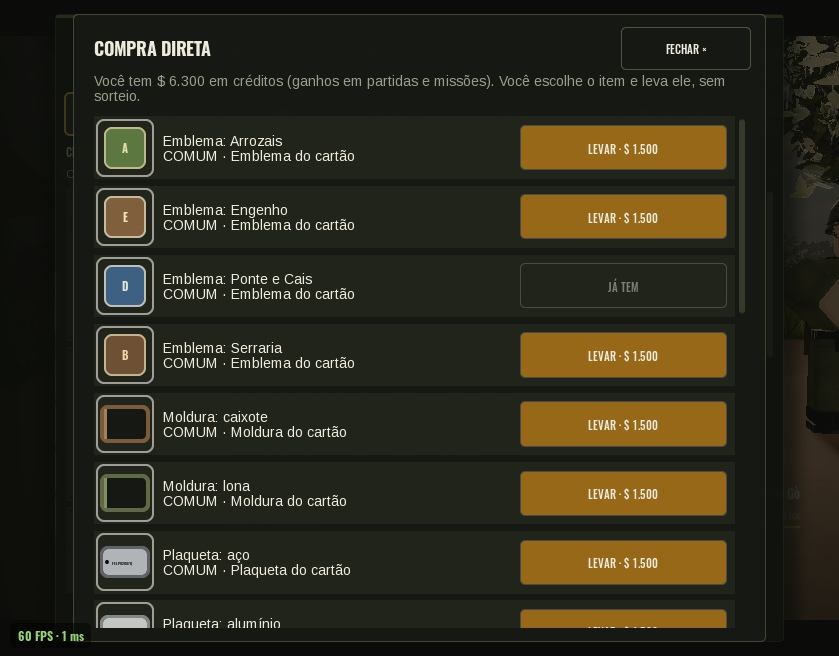 COMPRA DIRETA
FECHAR ×
Você tem $ 6.300 em créditos (ganhos em partidas e missões). Você escolhe o item e leva ele, sem
sorteio.
A
Emblema: Arrozais
COMUM · Emblema do cartão
LEVAR · $ 1.500
E
Emblema: Engenho
COMUM · Emblema do cartão
LEVAR · $ 1.500
D
Emblema: Ponte e Cais
COMUM · Emblema do cartão
JÁ TEM
B
Emblema: Serraria
COMUM · Emblema do cartão
LEVAR · $ 1.500
Moldura: caixote
COMUM · Moldura do cartão
LEVAR · $ 1.500
Moldura: lona
COMUM · Moldura do cartão
LEVAR · $ 1.500
Plaqueta: aço
COMUM · Plaqueta do cartão
LEVAR · $ 1.500
Plaqueta: alumínio
LEVAR · $ 1.500
60 FPS · 1 ms